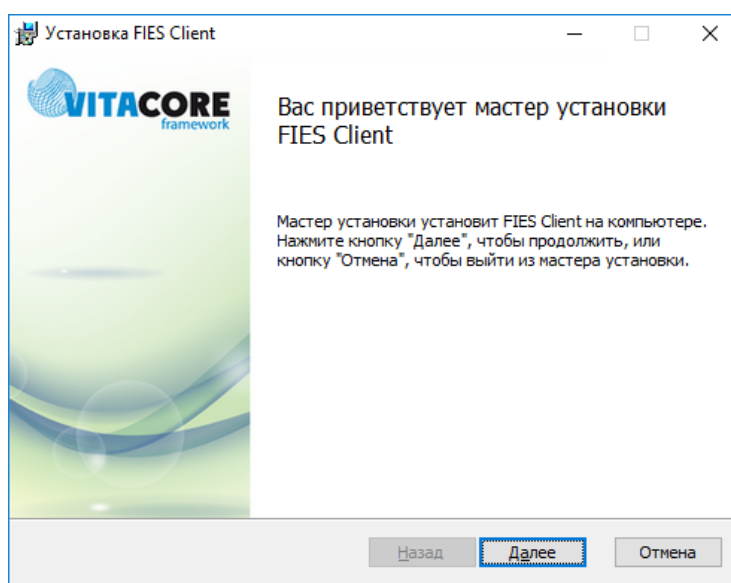 Установка FIES Client
VITACORE
framework
Вас приветствует мастер установки
FIES Client
Мастер установки установит FIES Client на компьютере.
Нажмите кнопку "Далее", чтобы продолжить, или
кнопку "Отмена", чтобы выйти из мастера установки.
Назад
Далее
Отмена